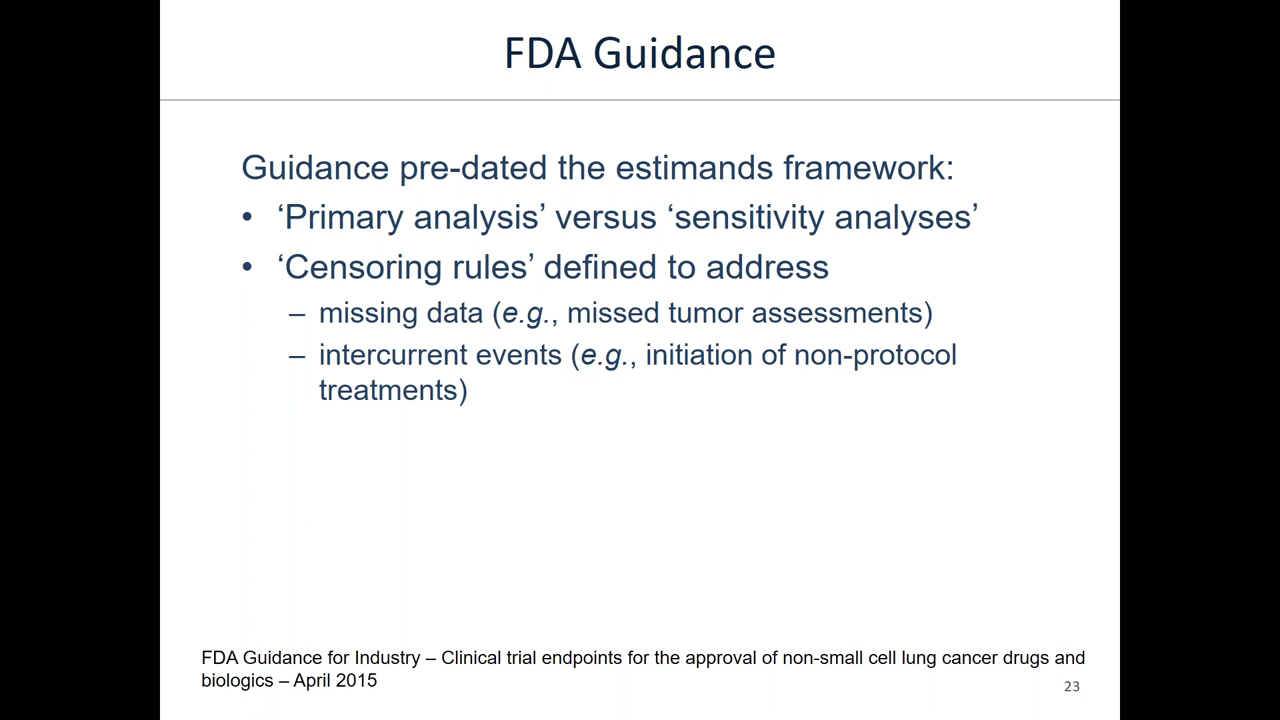 FDA Guidance
Guidance pre-dated the estimands framework:
• ‘Primary analysis’ versus ‘sensitivity analyses’
• ‘Censoring rules’ defined to address
– missing data (e.g., missed tumor assessments)
– intercurrent events (e.g., initiation of non-protocol
treatments)
FDA Guidance for Industry – Clinical trial endpoints for the approval of non-small cell lung cancer drugs and
biologics – April 2015
23